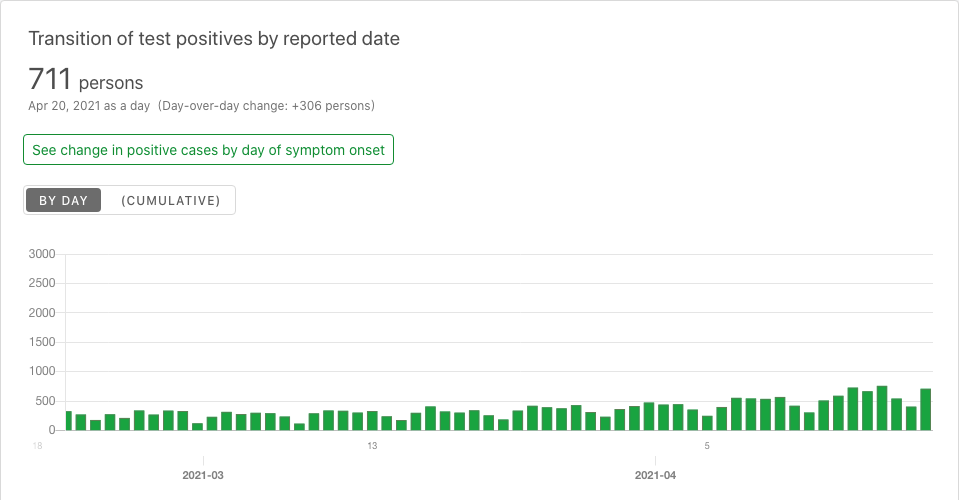 Transition of test positives by reported date
711 persons
Apr 20, 2021 as a day (Day-over-day change: +306 persons)
See change in positive cases by day of symptom onset
BY DAY (CUMULATIVE)
3000
2500
2000
1500
1000
500
0
18 13 5
2021-03 2021-04